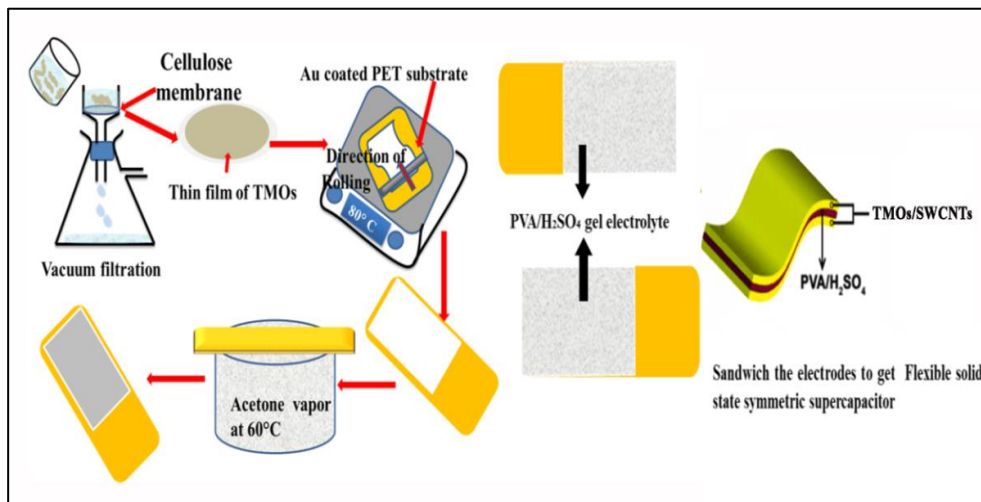 Cellulose
membrane
Au coated PET substrate
Direction of
Rolling
80° C
Thin film of TMOs
Vacuum filtration
PVA/H₂SO₄ gel electrolyte
TMOs/SWCNTs
PVA/H₂SO₄
Acetone vapor
at 60°C
Sandwich the electrodes to get Flexible solid
state symmetric supercapacitor